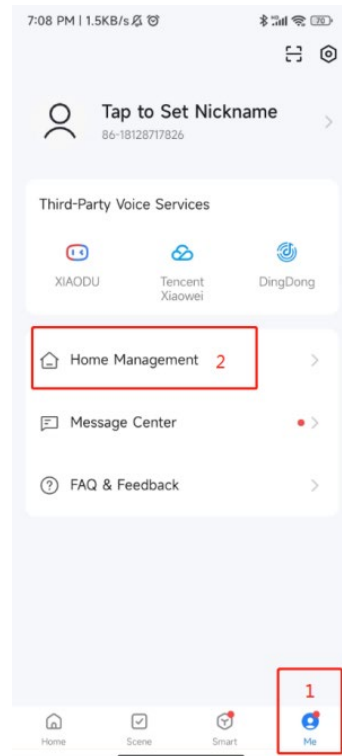 7:08 PM | 1.5KB/s
70
Tap to Set Nickname
86-18128717826
Third-Party Voice Services
XIAODU
Tencent
Xiaowei
DingDong
Home Management 2
Message Center
FAQ & Feedback
1
Home
Scene
Smart
Me